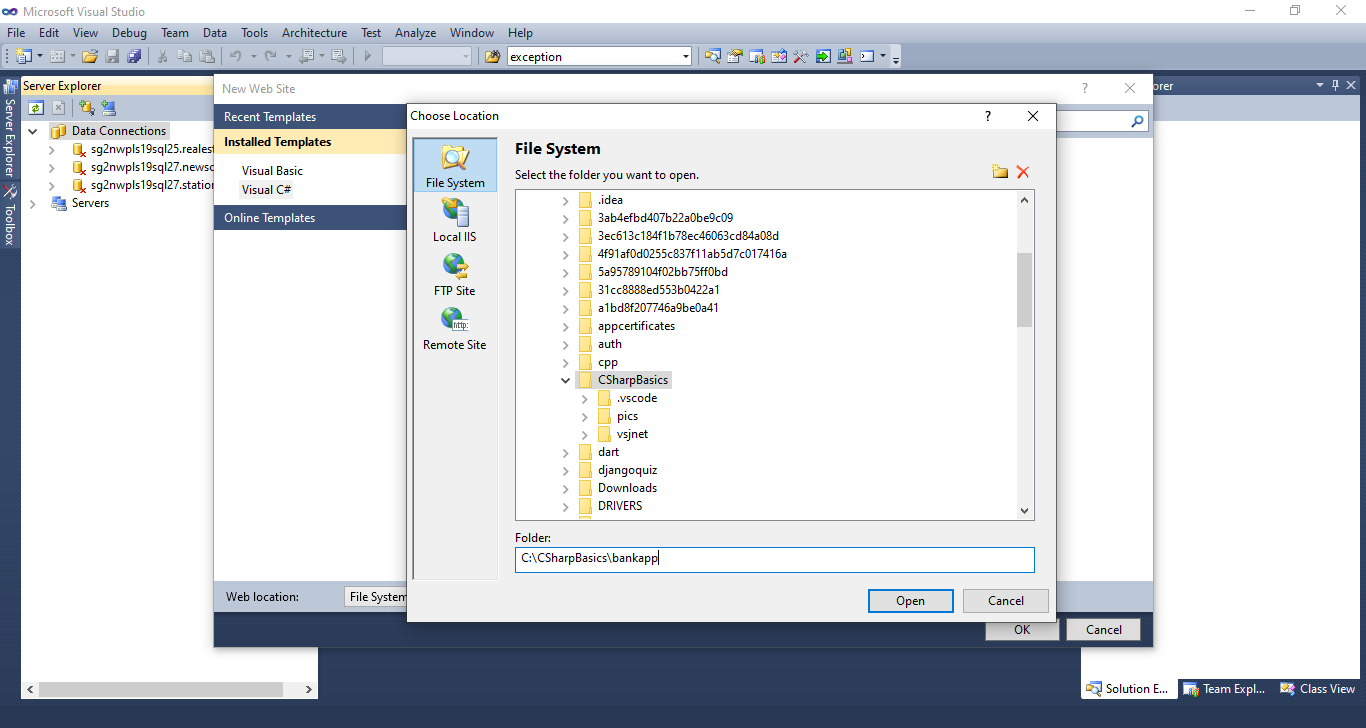 Microsoft Visual Studio
File Edit View Debug Team Data Tools Architecture Test Analyze Window Help
exception
Server Explorer
Server Explorer
Toolbox
Data Connections
sg2nwpls19sql25.realest
sg2nwpls19sql27.newsc
sg2nwpls19sql27.station
Servers
New Web Site
?
Recent Templates
Installed Templates
Visual Basic
Visual C#
Online Templates
Web location:
File System
OK
Cancel
Choose Location
?
File System
Local IIS
FTP Site
http:
Remote Site
File System
Select the folder you want to open.
.idea
3ab4efbd407b22a0be9c09
3ec613c184f1b78ec46063cd84a08d
4f91af0d0255c837f11ab5d7c017416a
5a95789104f02bb75ff0bd
31cc8888ed553b0422a1
a1bd8f207746a9be0a41
appcertificates
auth
cpp
CSharpBasics
.vscode
pics
vsjnet
dart
djangoquiz
Downloads
DRIVERS
Folder:
C:\CSharpBasics\bankapp
Open
Cancel
orer
Solution E...
Team Expl...
Class View